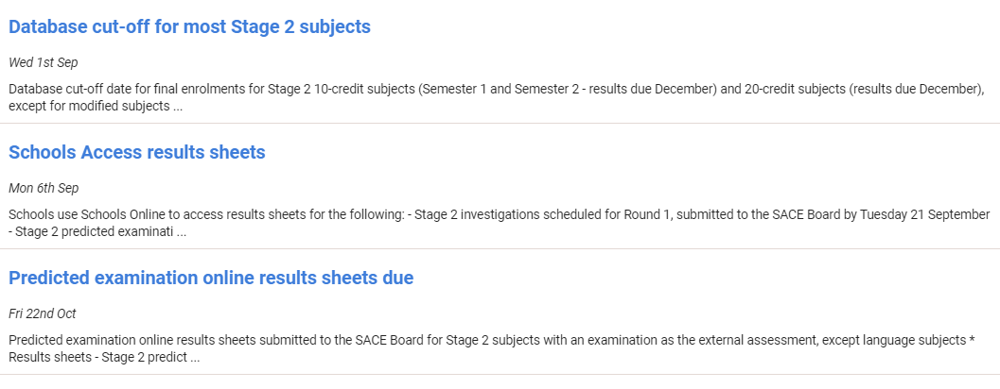 Database cut-off for most Stage 2 subjects
Wed 1st Sep
Database cut-off date for final enrolments for Stage 2 10-credit subjects (Semester 1 and Semester 2 - results due December) and 20-credit subjects (results due December),
except for modified subjects ...
Schools Access results sheets
Mon 6th Sep
Schools use Schools Online to access results sheets for the following: - Stage 2 investigations scheduled for Round 1, submitted to the SACE Board by Tuesday 21 September
- Stage 2 predicted examinati ...
Predicted examination online results sheets due
Fri 22nd Oct
Predicted examination online results sheets submitted to the SACE Board for Stage 2 subjects with an examination as the external assessment, except language subjects *
Results sheets - Stage 2 predict ...